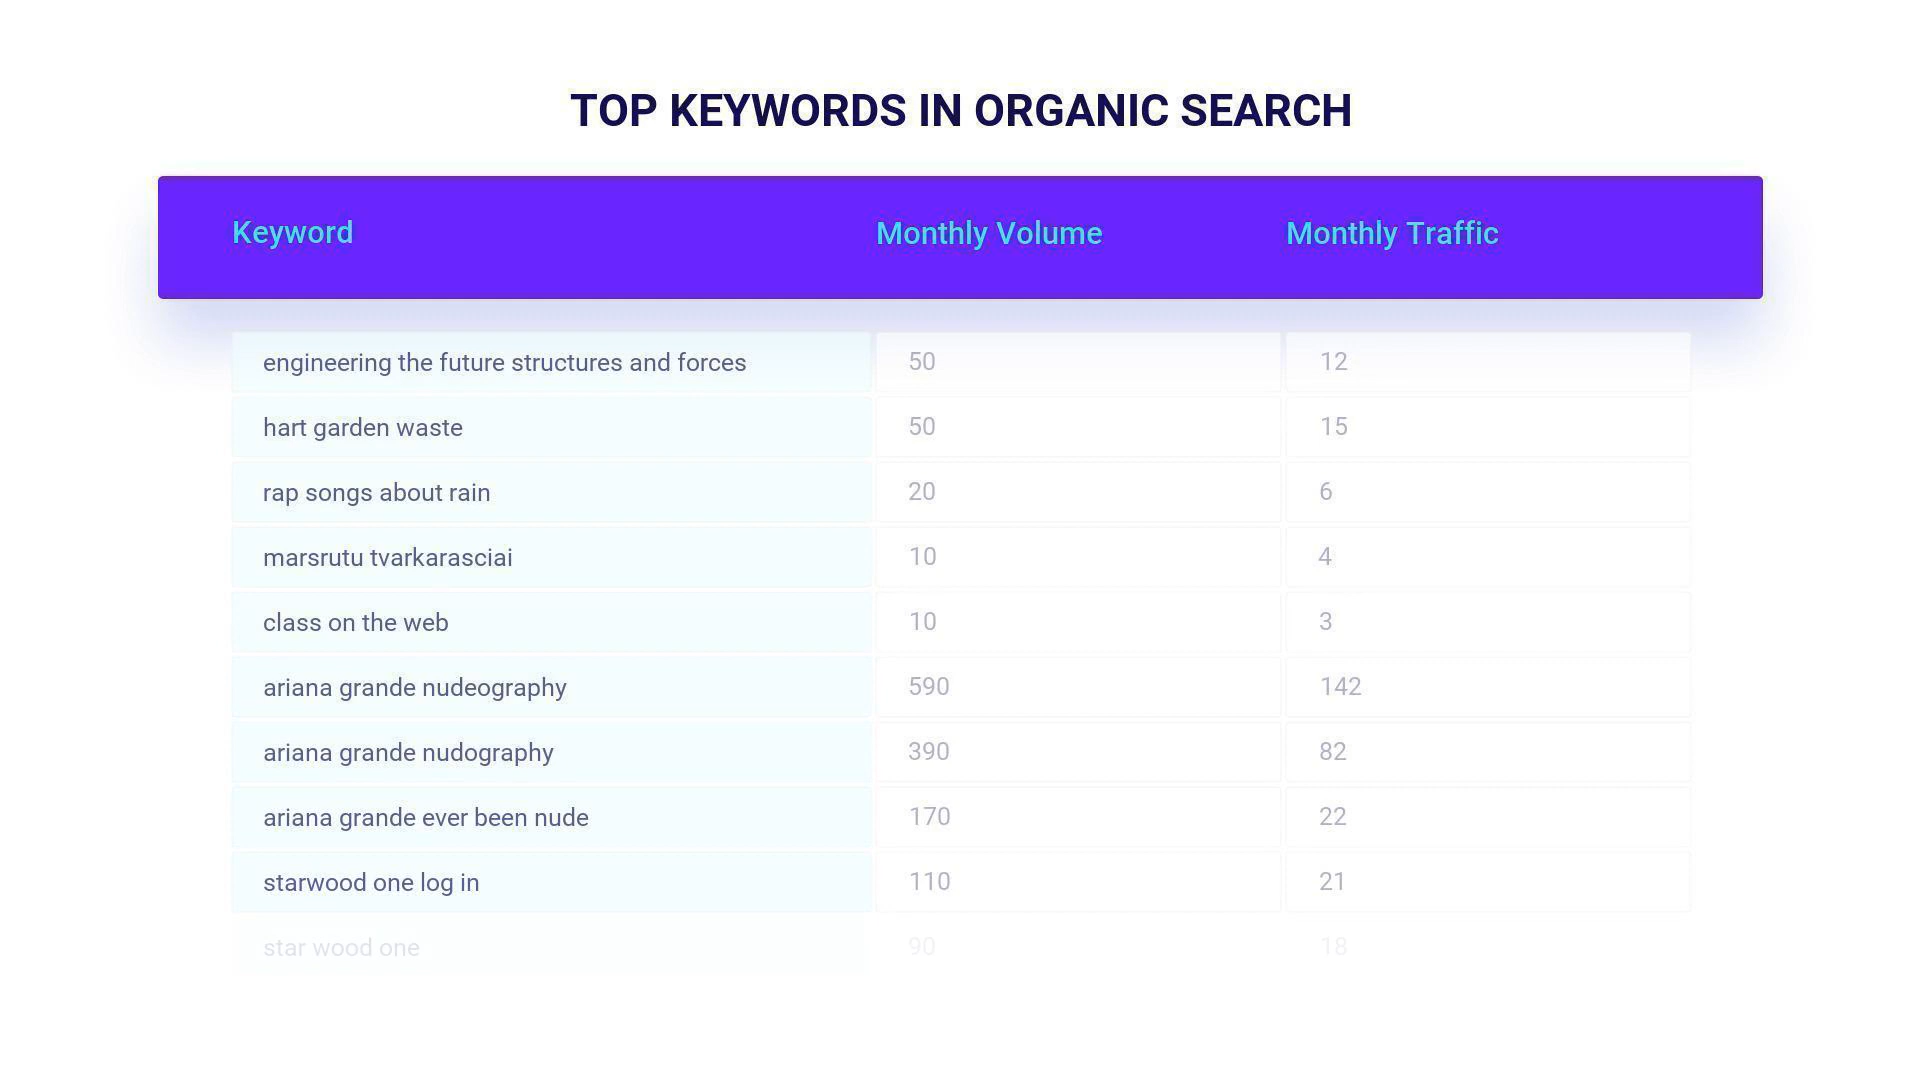 TOP KEYWORDS IN ORGANIC SEARCH
Keyword Monthly Volume Monthly Traffic
engineering the future structures and forces 50 12
hart garden waste 50 15
rap songs about rain 20 6
marsrutu tvarkarasciai 10 4
class on the web 10 3
ariana grande nudeography 590 142
ariana grande nudography 390 82
ariana grande ever been nude 170 22
starwood one log in 110 21
star wood one 90 18